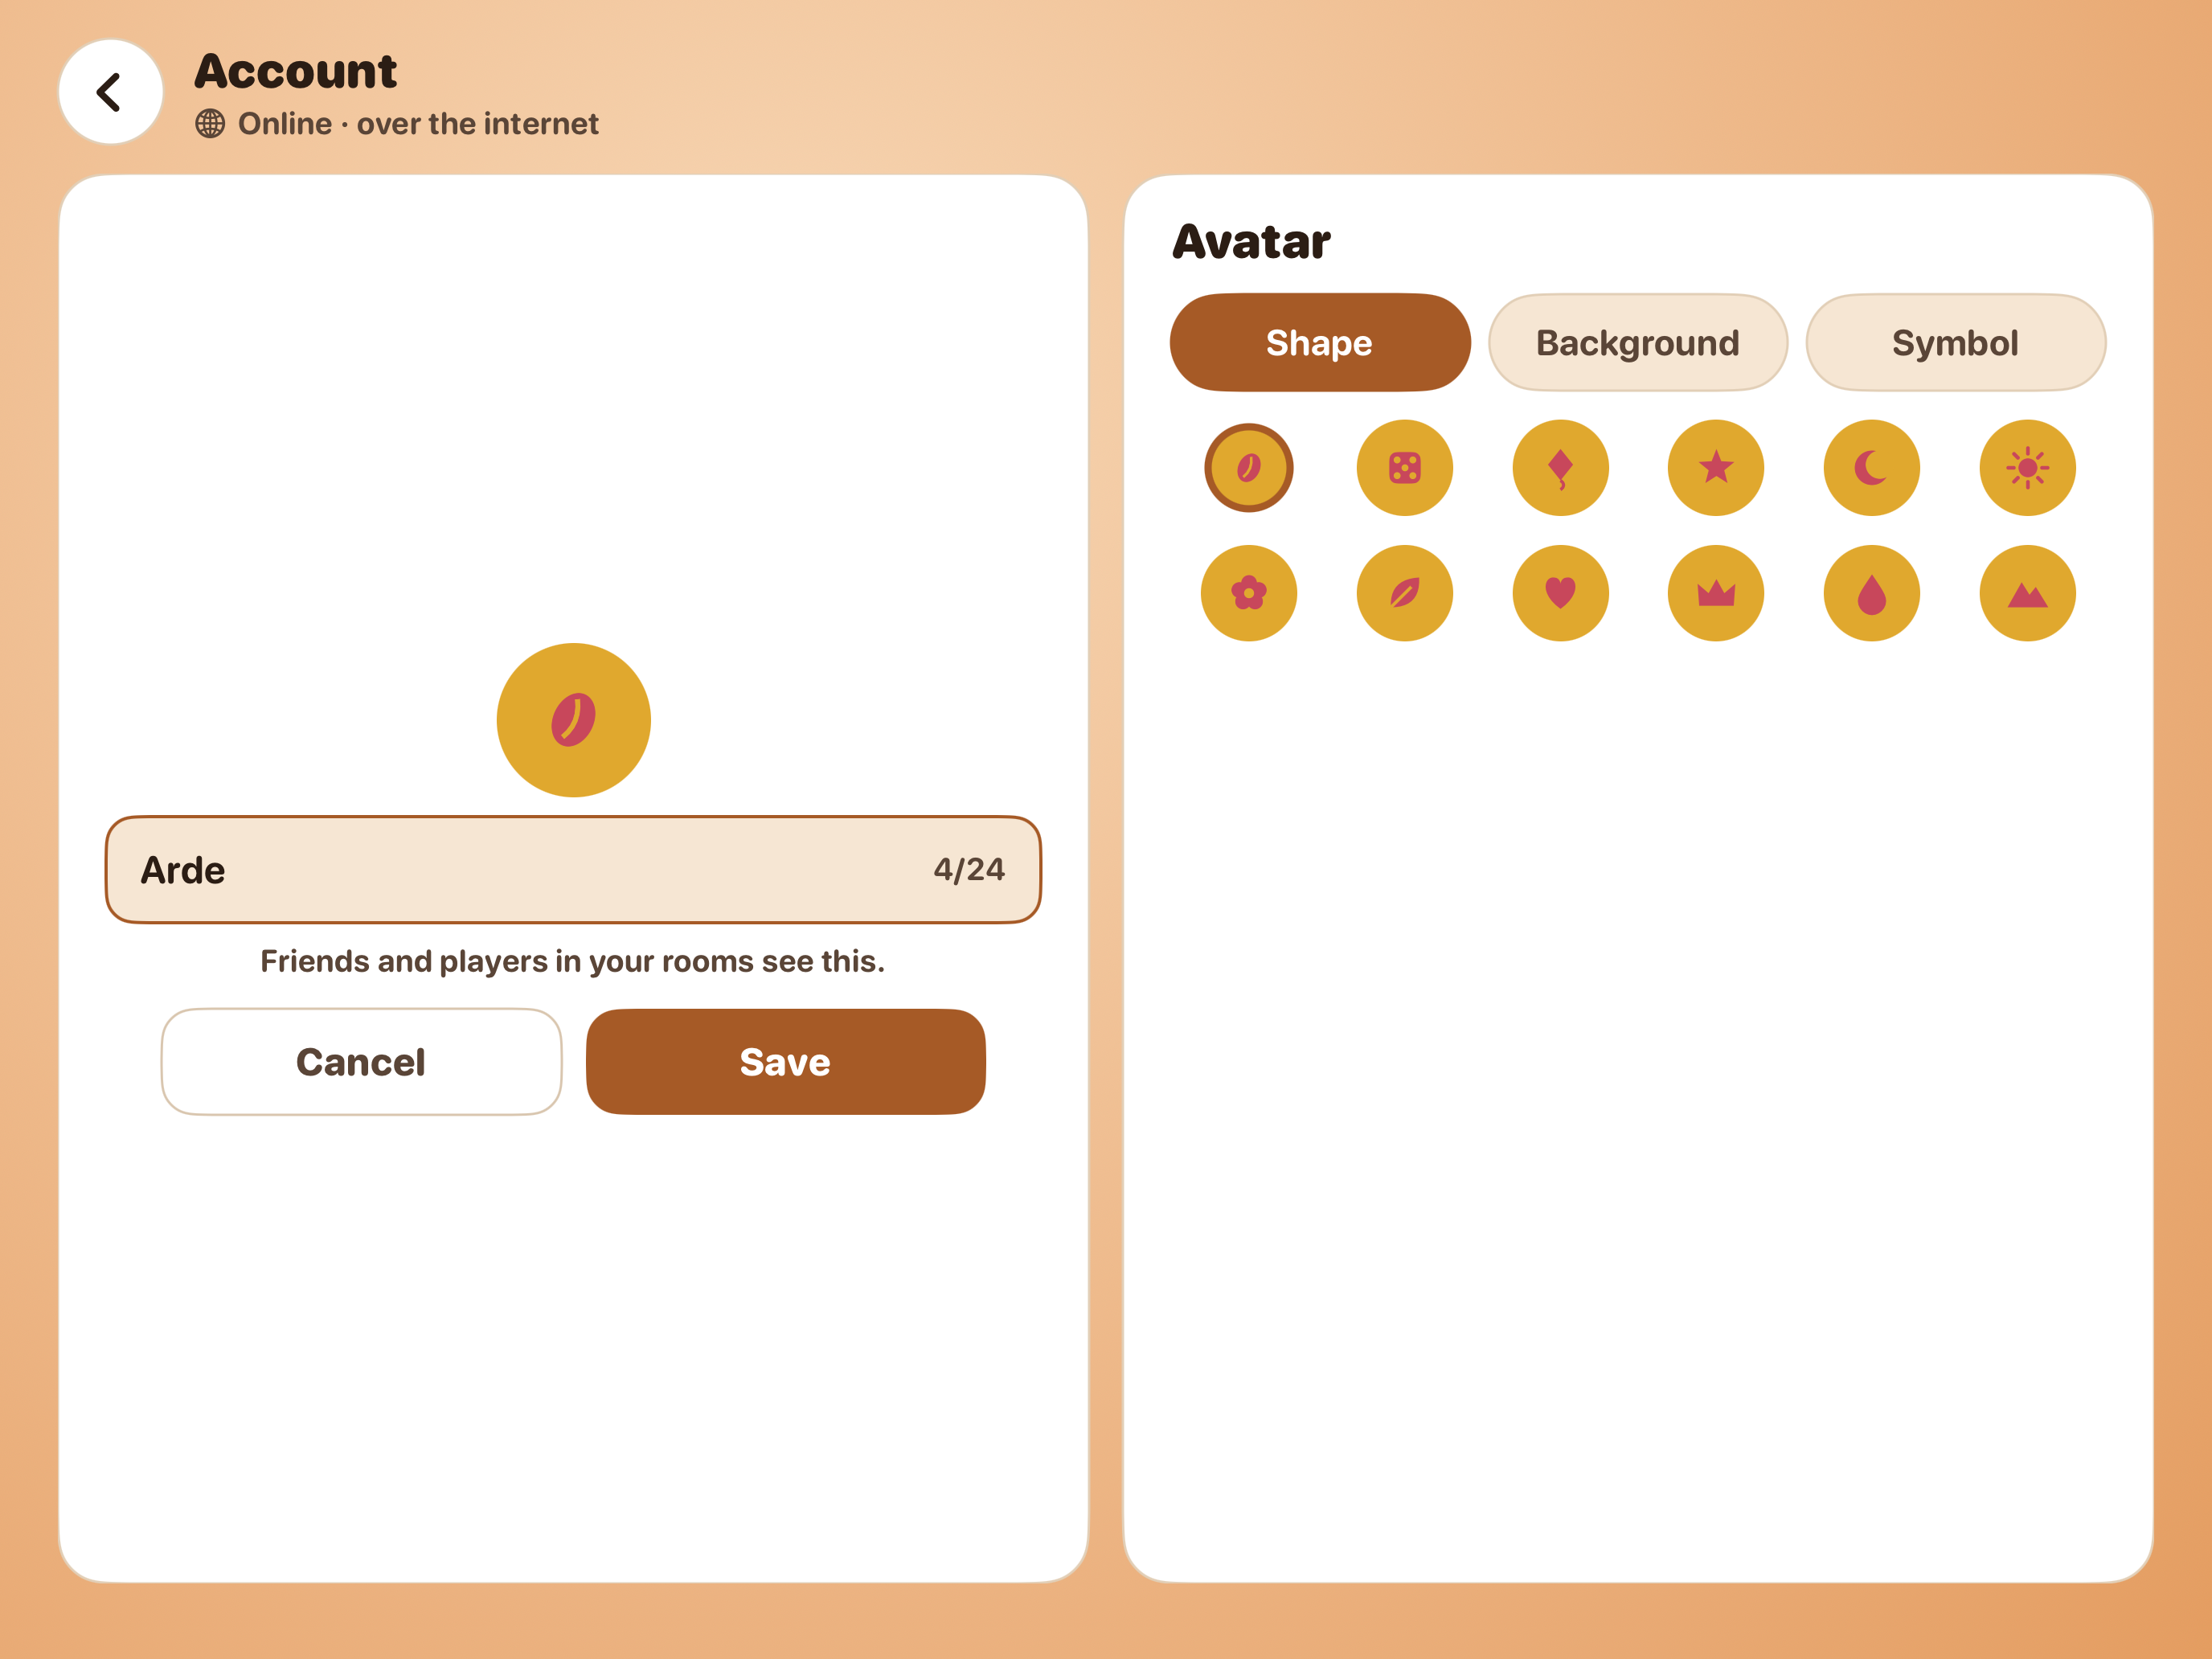 Account
Online · over the internet
Arde 4/24
Friends and players in your rooms see this.
Cancel Save
Avatar
Shape Background Symbol